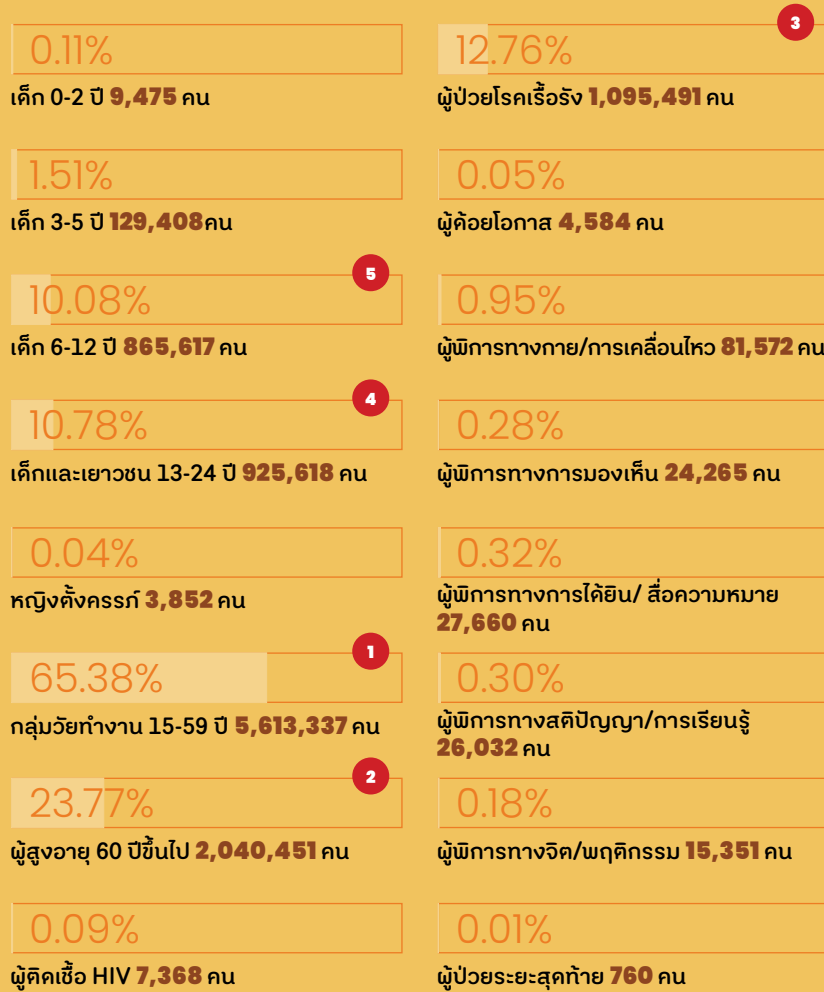 0.11%
เด็ก 0-2 ปี 9,475 คน
1.51%
เด็ก 3-5 ปี 129,408คน
5
10.08%
เด็ก 6-12 ปี 865,617 คน
4
10.78%
เด็กและเยาวชน 13-24 ปี 925,618 คน
0.04%
หญิงตั้งครรภ์ 3,852 คน
1
65.38%
กลุ่มวัยทำงาน 15-59 ปี 5,613,337 คน
2
23.77%
ผู้สูงอายุ 60 ปีขึ้นไป 2,040,451 คน
0.09%
ผู้ติดเชื้อ HIV 7,368 คน
3
12.76%
ผู้ป่วยโรคเรื้อรัง 1,095,491 คน
0.05%
ผู้ด้อยโอกาส 4,584 คน
0.95%
ผู้พิการทางกาย/การเคลื่อนไหว 81,572 คน
0.28%
ผู้พิการทางการมองเห็น 24,265 คน
0.32%
ผู้พิการทางการได้ยิน/ สื่อความหมาย
27,660 คน
0.30%
ผู้พิการทางสติปัญญา/การเรียนรู้
26,032 คน
0.18%
ผู้พิการทางจิต/พฤติกรรม 15,351 คน
0.01%
ผู้ป่วยระยะสุดท้าย 760 คน